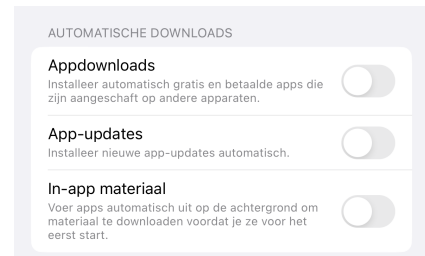 AUTOMATISCHE DOWNLOADS
Appdownloads
Installeer automatisch gratis en betaalde apps die
zijn aangeschaft op andere apparaten.
App-updates
Installeer nieuwe app-updates automatisch.
In-app materiaal
Voer apps automatisch uit op de achtergrond om
materiaal te downloaden voordat je ze voor het
eerst start.